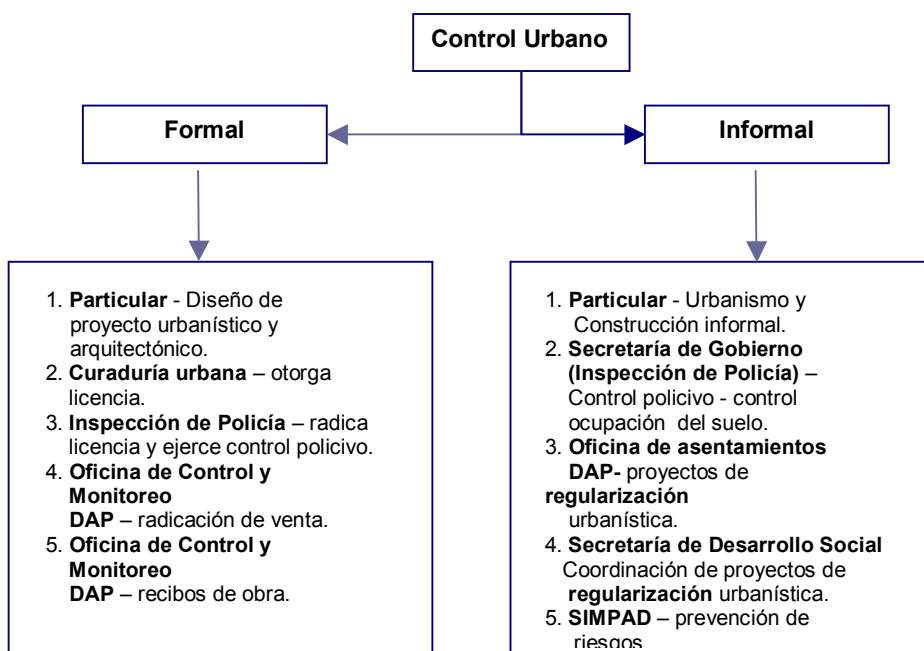 Control Urbano
Formal
Informal
1. Particular - Diseño de
proyecto urbanístico y
arquitectónico.
2. Curaduría urbana – otorga
licencia.
3. Inspección de Policía – radica
licencia y ejerce control policivo.
4. Oficina de Control y
Monitoreo
DAP – radicación de venta.
5. Oficina de Control y
Monitoreo
DAP – recibos de obra.
1. Particular - Urbanismo y
Construcción informal.
2. Secretaría de Gobierno
(Inspección de Policía) –
Control policivo - control
ocupación del suelo.
3. Oficina de asentamientos
DAP- proyectos de
regularización
urbanística.
4. Secretaría de Desarrollo Social
Coordinación de proyectos de
regularización urbanística.
5. SIMPAD – prevención de
riesgos